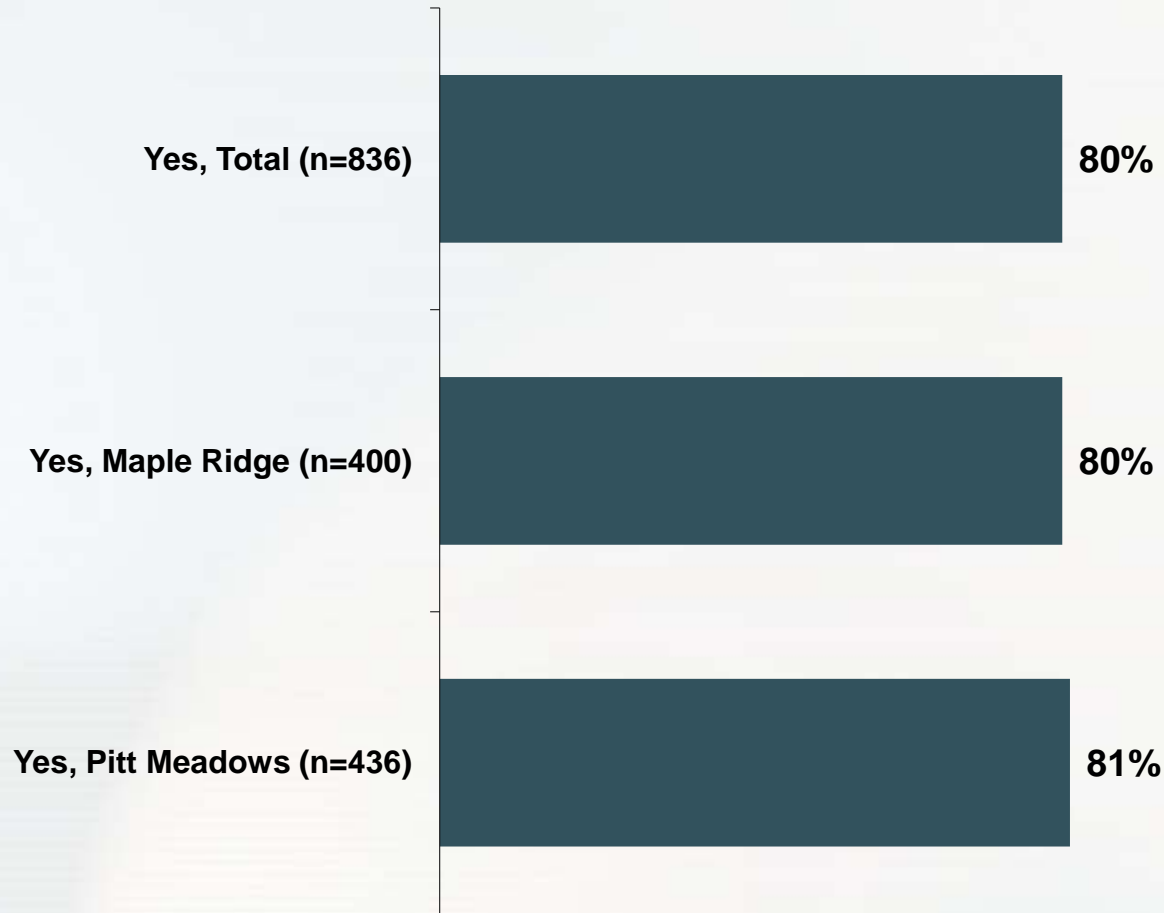 Yes, Total (n=836) 80%
Yes, Maple Ridge (n=400) 80%
Yes, Pitt Meadows (n=436) 81%